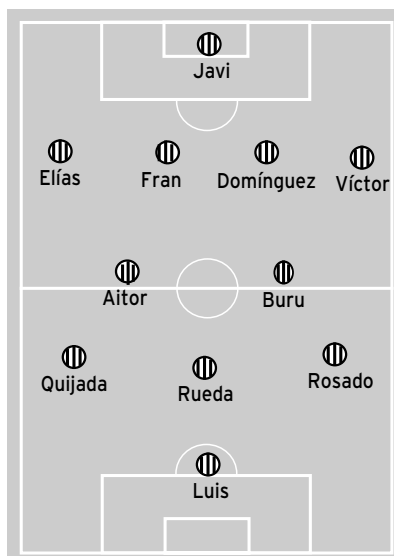 Javi
Elías
Fran
Domínguez
Víctor
Aitor
Buru
Quijada
Rueda
Rosado
Luis